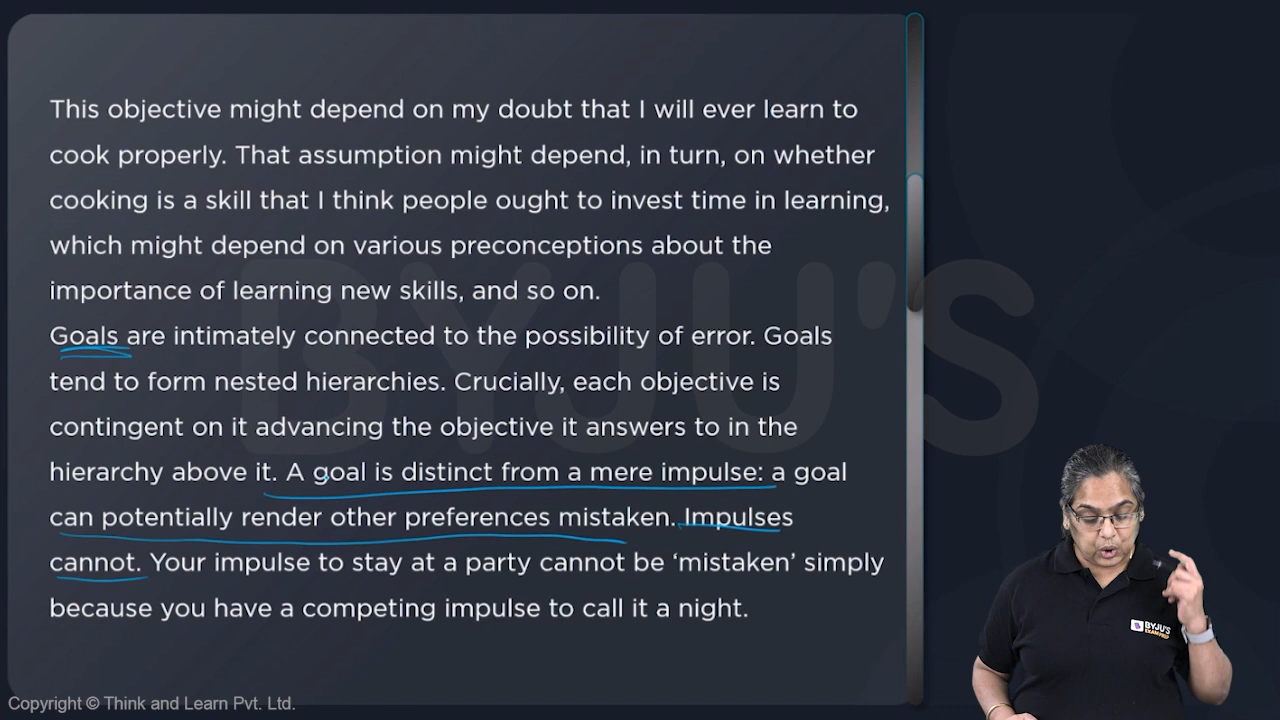 This objective might depend on my doubt that I will ever learn to
cook properly. That assumption might depend, in turn, on whether
cooking is a skill that I think people ought to invest time in learning,
which might depend on various preconceptions about the
importance of learning new skills, and so on.
Goals are intimately connected to the possibility of error. Goals
tend to form nested hierarchies. Crucially, each objective is
contingent on it advancing the objective it answers to in the
hierarchy above it. A goal is distinct from a mere impulse: a goal
can potentially render other preferences mistaken. Impulses
cannot. Your impulse to stay at a party cannot be ‘mistaken’ simply
because you have a competing impulse to call it a night.
BYJU'S
BYJU'S
EXAM PREP
Copyright © Think and Learn Pvt. Ltd.